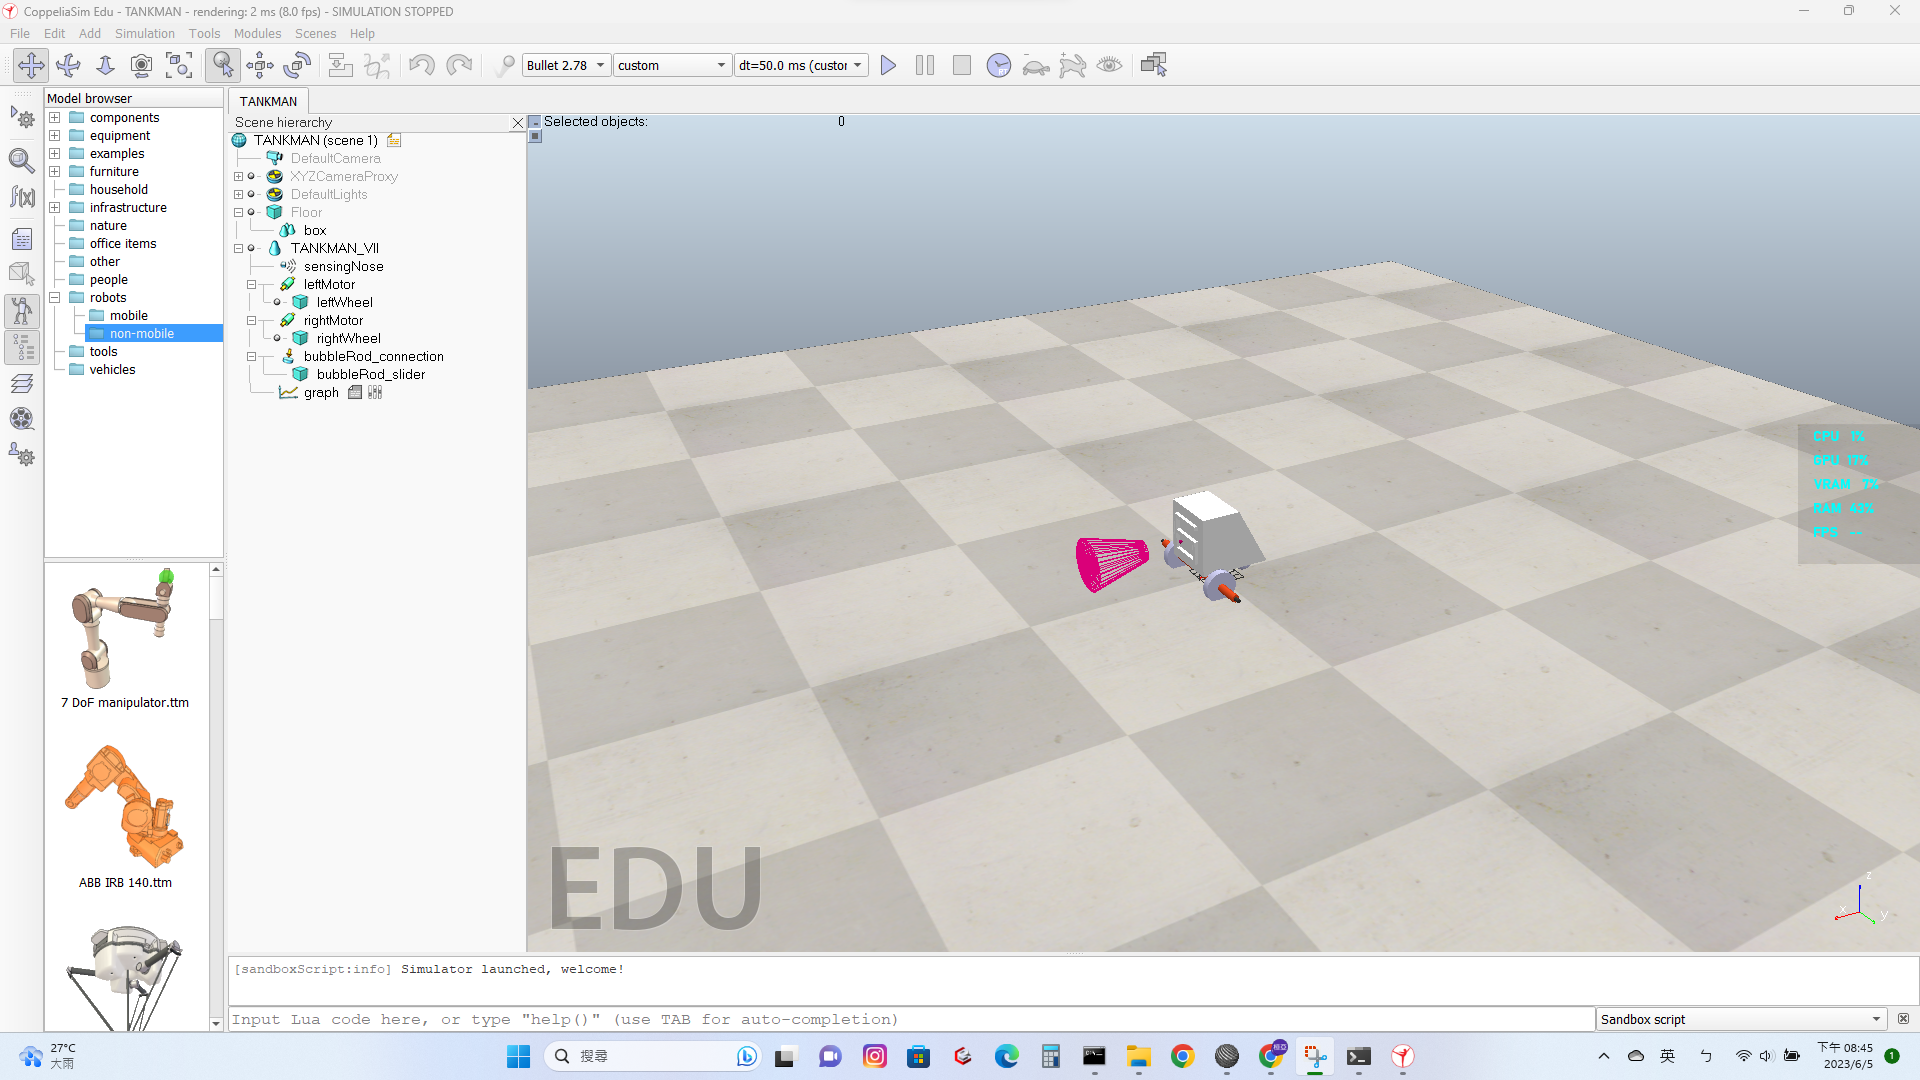 CoppeliaSim Edu - TANKMAN - rendering: 2 ms (8.0 fps) - SIMULATION STOPPED
File Edit Add Simulation Tools Modules Scenes Help
Bullet 2.78 custom dt=50.0 ms (custor
Model browser
components
equipment
examples
furniture
household
infrastructure
nature
office items
other
people
robots
mobile
non-mobile
tools
vehicles
7 DoF manipulator.ttm
ABB IRB 140.ttm
TANKMAN
Scene hierarchy
TANKMAN (scene 1)
DefaultCamera
XYZCameraProxy
DefaultLights
Floor
box
TANKMAN_VII
sensingNose
leftMotor
leftWheel
rightMotor
rightWheel
bubbleRod_connection
bubbleRod_slider
graph
Selected objects: 0
CPU 1%
GPU 17%
VRAM 7%
RAM 43%
FPS --
EDU
z
x
y
[sandboxScript:info] Simulator launched, welcome!
Input Lua code here, or type "help()" (use TAB for auto-completion)
Sandbox script
27°C
大雨
搜尋
英
ㄅ
下午 08:45
2023/6/5
1